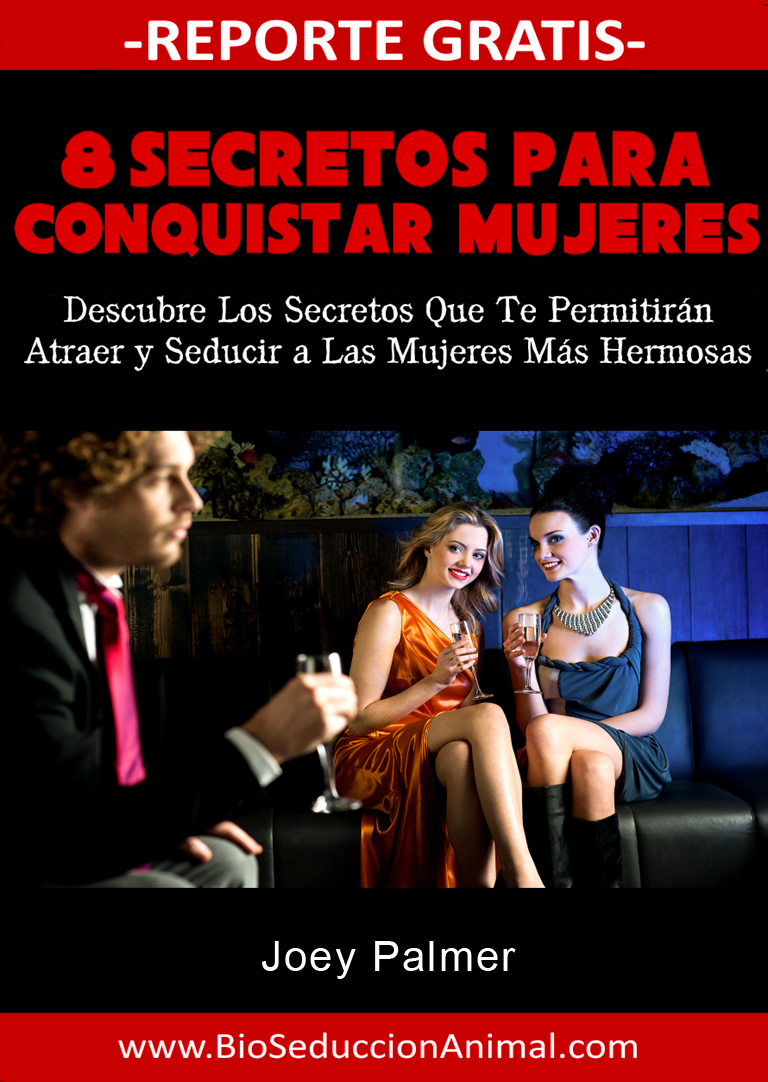 -REPORTE GRATIS-
8 SECRETOS PARA
CONQUISTAR MUJERES
Descubre Los Secretos Que Te Permitirán
Atraer y Seducir a Las Mujeres Más Hermosas
Joey Palmer
www.BioSeduccionAnimal.com